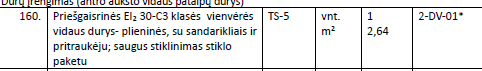 Durų įrengimas (antro aukšto vidaus patalpų durys)
160. Priešgaisrinės EI₂ 30-C3 klasės vienvėrės TS-5 vnt. 1 2-DV-01*
vidaus durys- plieninės, su sandarikliais ir m² 2,64
pritraukėju; saugus stiklinimas stiklo
paketu